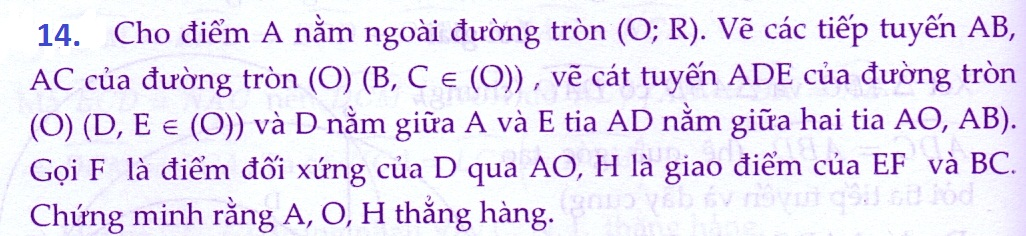 14. Cho điểm A nằm ngoài đường tròn (O; R). Vẽ các tiếp tuyến AB,
AC của đường tròn (O) (B, C ∈ (O)) , vẽ cát tuyến ADE của đường tròn
(O) (D, E ∈ (O)) và D nằm giữa A và E tia AD nằm giữa hai tia AO, AB).
Gọi F là điểm đối xứng của D qua AO, H là giao điểm của EF và BC.
Chứng minh rằng A, O, H thẳng hàng.